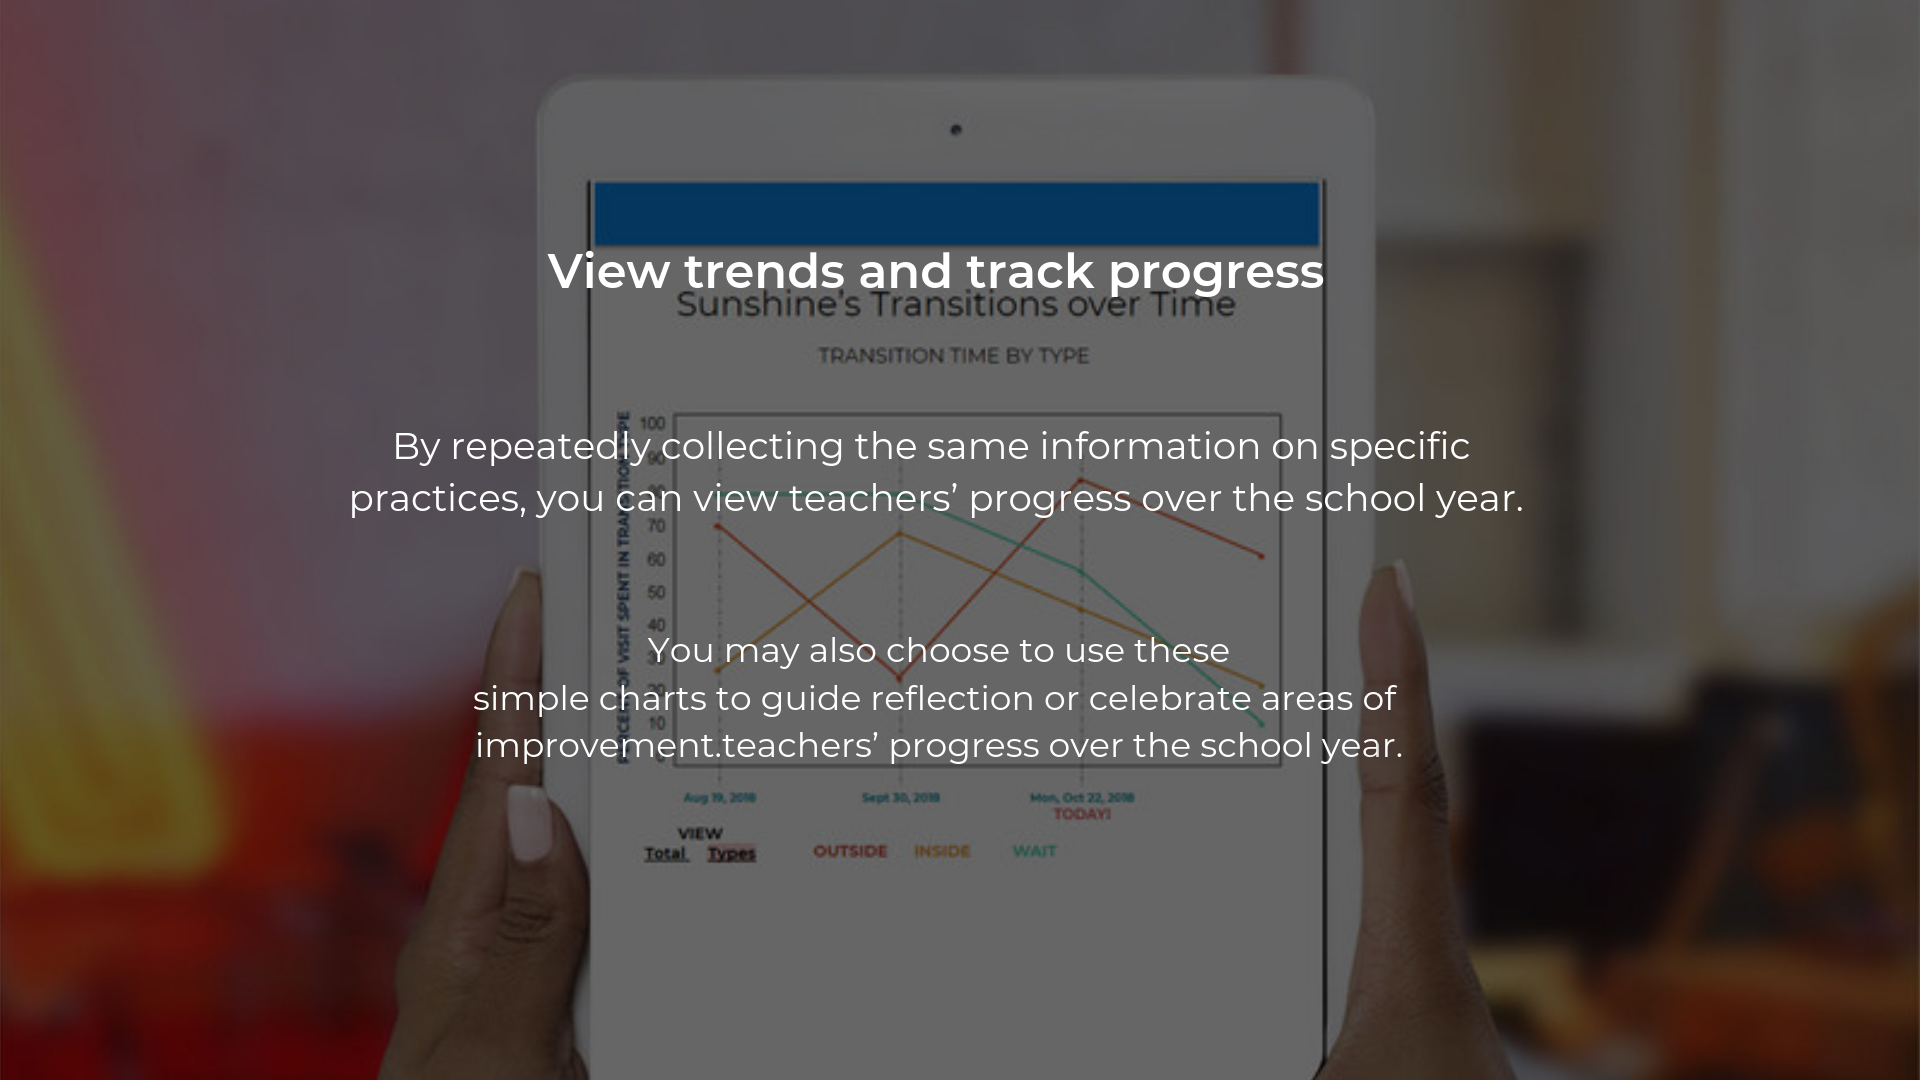 View trends and track progress
Sunshine's Transitions over Time
TRANSITION TIME BY TYPE
By repeatedly collecting the same information on specific
practices, you can view teachers’ progress over the school year.
You may also choose to use these
simple charts to guide reflection or celebrate areas of
improvement.teachers’ progress over the school year.
PERCENT OF VISIT SPENT IN TRANSITION TYPE
100
90
80
70
60
50
40
30
20
10
Aug 19, 2018 Sept 30, 2018 Mon, Oct 22, 2018
TODAY!
VIEW
Total Types OUTSIDE INSIDE WAIT